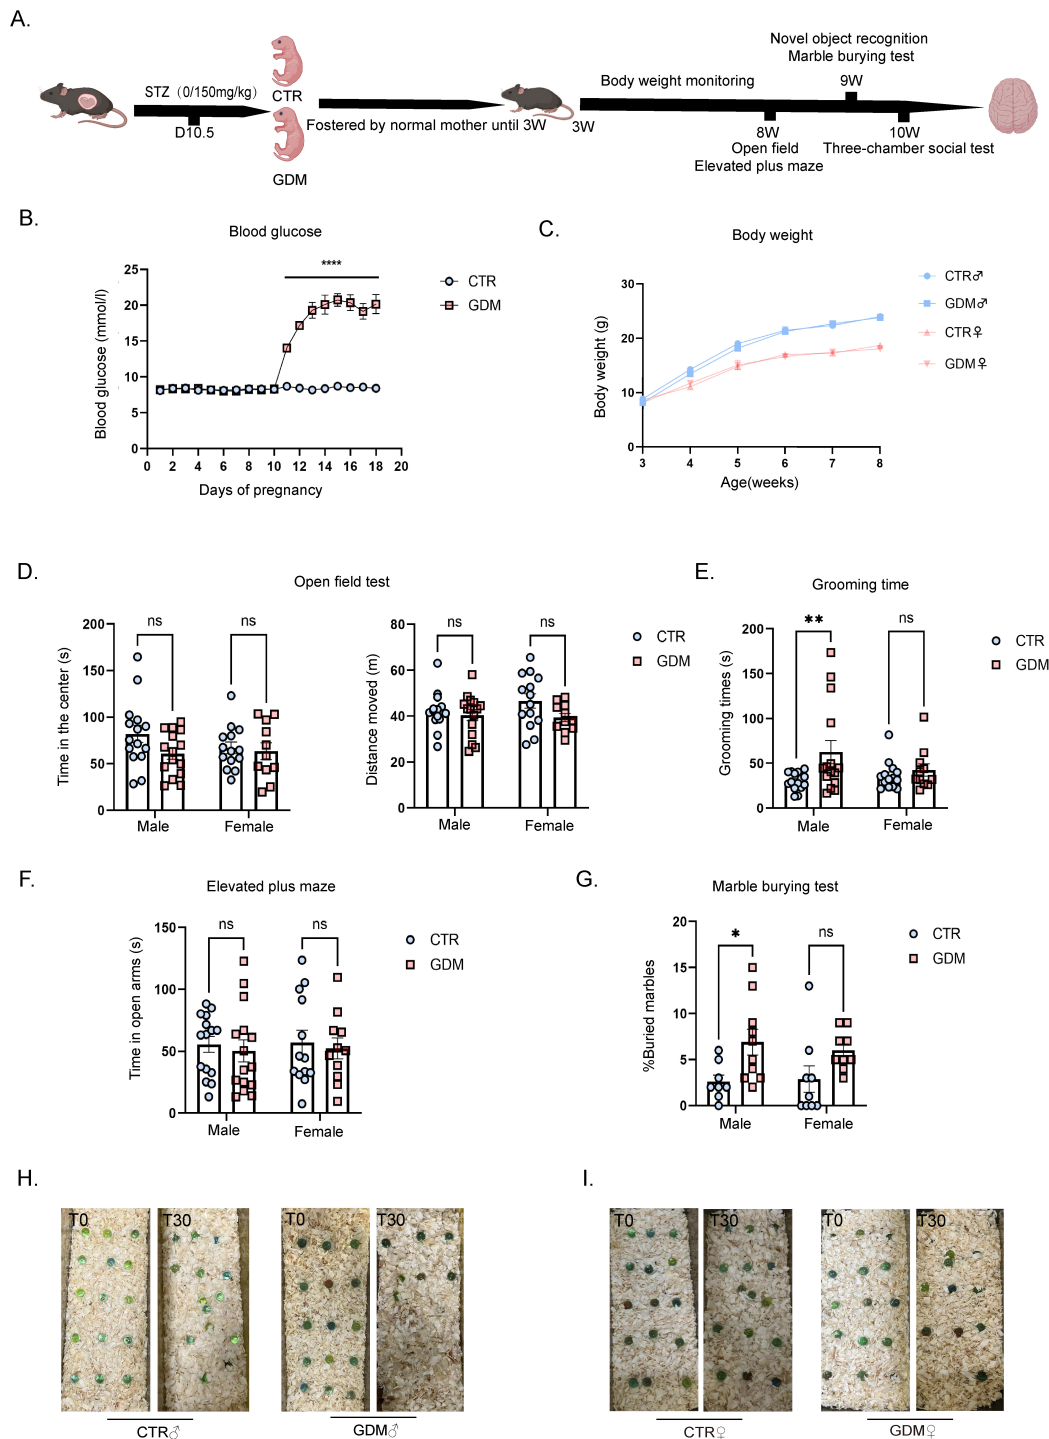 A.
Novel object recognition
Marble burying test
STZ（0/150mg/kg）
CTR
Body weight monitoring
9W
D10.5
Fostered by normal mother until 3W
3W
8W
10W
Open field
Three-chamber social test
Elevated plus maze
GDM
B.
Blood glucose
****
CTR
GDM
Blood glucose (mmol/l)
25
20
15
10
5
0
0 2 4 6 8 10 12 14 16 18 20
Days of pregnancy
C.
Body weight
CTR♂
GDM♂
CTR♀
GDM♀
Body weight (g)
30
20
10
0
3 4 5 6 7 8
Age(weeks)
D.
Open field test
Time in the center (s)
200
150
100
50
0
ns
ns
Male
Female
Distance moved (m)
80
60
40
20
0
ns
ns
Male
Female
CTR
GDM
E.
Grooming time
Grooming times (s)
200
150
100
50
0
**
ns
Male
Female
CTR
GDM
F.
Elevated plus maze
Time in open arms (s)
150
100
50
0
ns
ns
Male
Female
CTR
GDM
G.
Marble burying test
%Buried marbles
20
15
10
5
0
*
ns
Male
Female
CTR
GDM
H.
T0
T30
T0
T30
CTR♂
GDM♂
I.
T0
T30
T0
T30
CTR♀
GDM♀